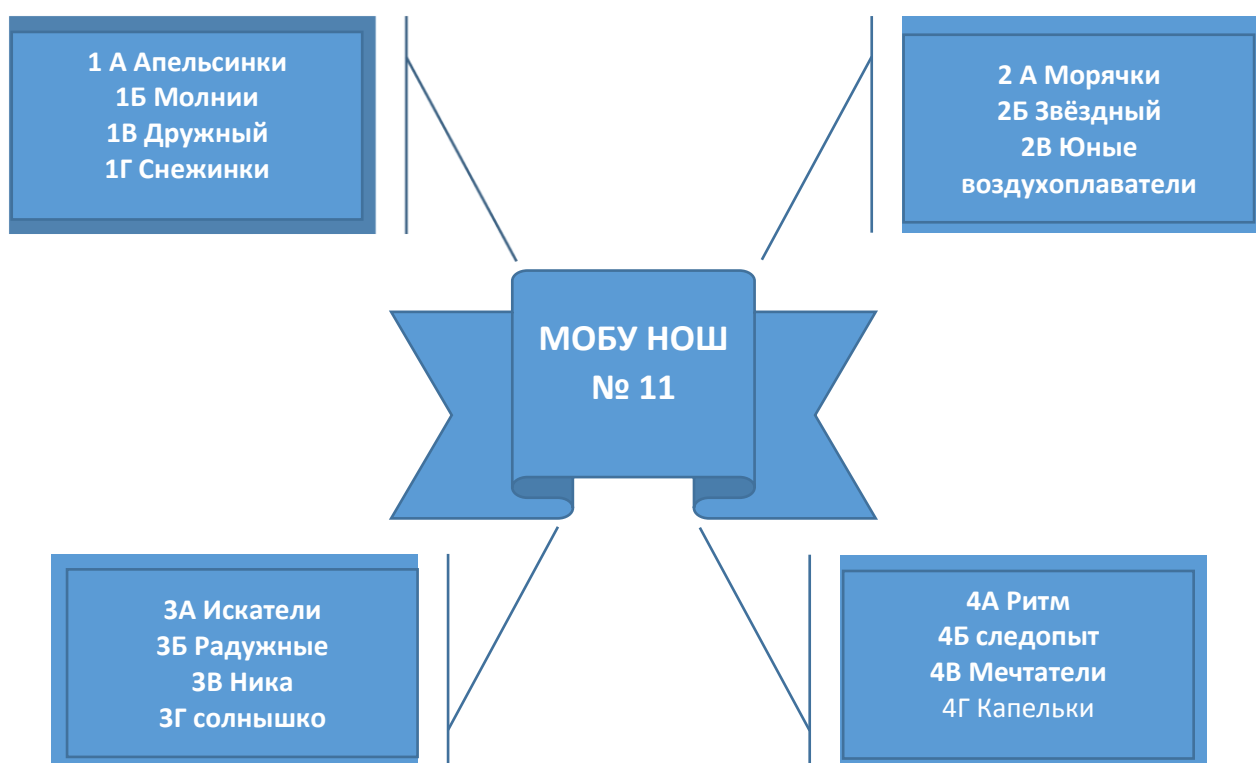 1 А Апельсинки
1Б Молнии
1В Дружный
1Г Снежинки
2 А Морячки
2Б Звёздный
2В Юные
воздухоплаватели
МОБУ НОШ
№ 11
3А Искатели
3Б Радужные
3В Ника
3Г солнышко
4А Ритм
4Б следопыт
4В Мечтатели
4Г Капельки